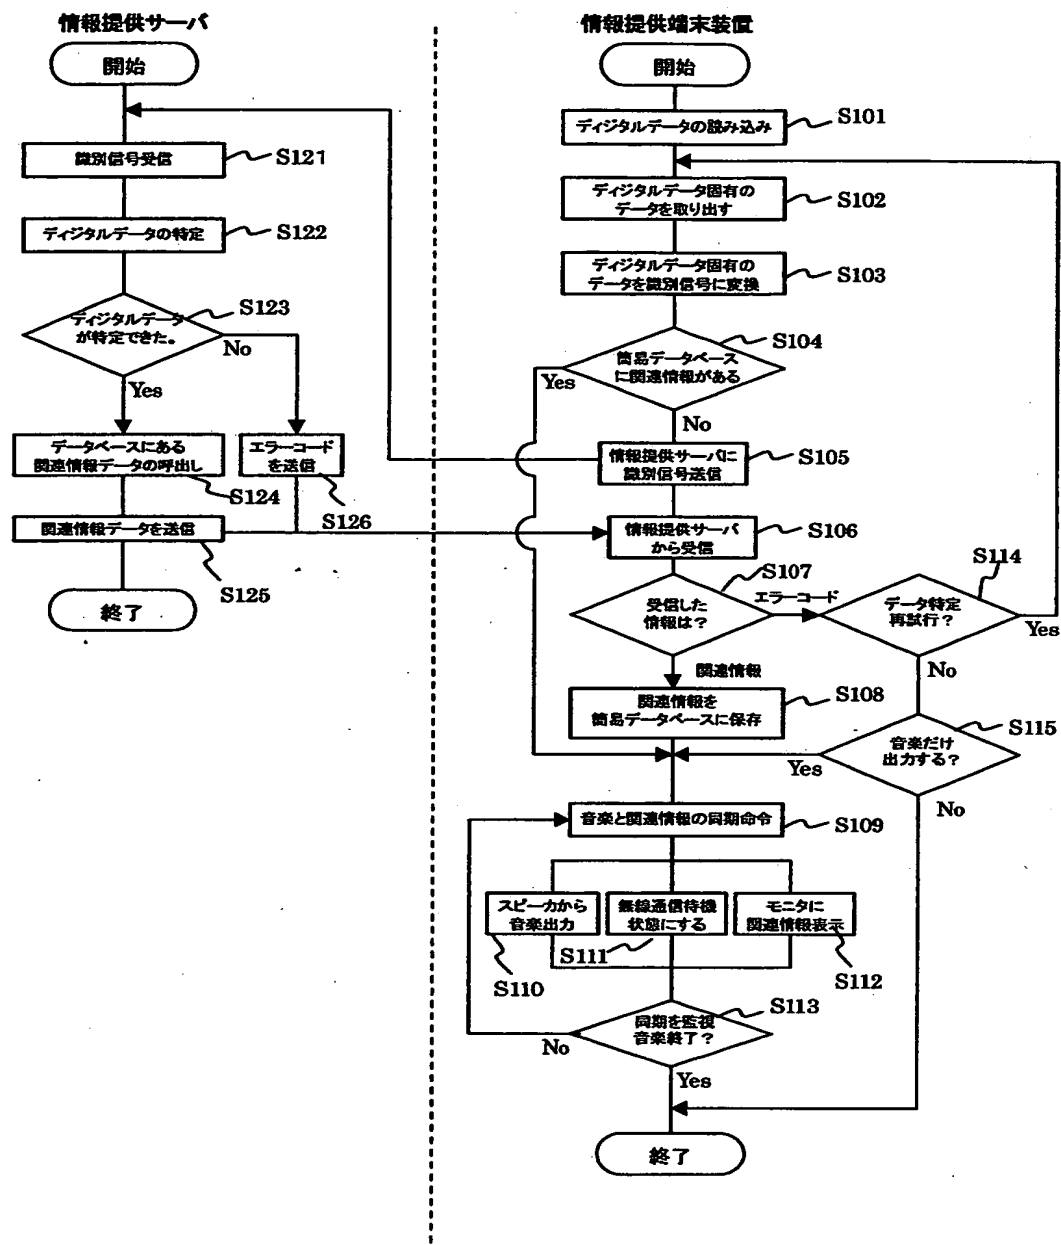 情報提供サーバ
開始
識別信号受信
S121
ディジタルデータの特定
S122
ディジタルデータ
が特定できた。
S123
No
Yes
データベースにある
関連情報データの呼出し
S124
エラーコード
を送信
S126
関連情報データを送信
S125
終了
情報提供端末装置
開始
ディジタルデータの読み込み
S101
ディジタルデータ固有の
データを取り出す
S102
ディジタルデータ固有の
データを識別信号に変換
S103
簡易データベース
に関連情報がある
S104
Yes
No
情報提供サーバに
識別信号送信
S105
情報提供サーバ
から受信
S106
受信した
情報は？
S107
エラーコード
データ特定
再試行？
S114
Yes
No
関連情報
関連情報を
簡易データベースに保存
S108
音楽だけ
出力する？
S115
Yes
No
音楽と関連情報の同期命令
S109
スピーカから
音楽出力
S110
無線通信待機
状態にする
S111
モニタに
関連情報表示
S112
同期を監視
音楽終了？
S113
No
Yes
終了